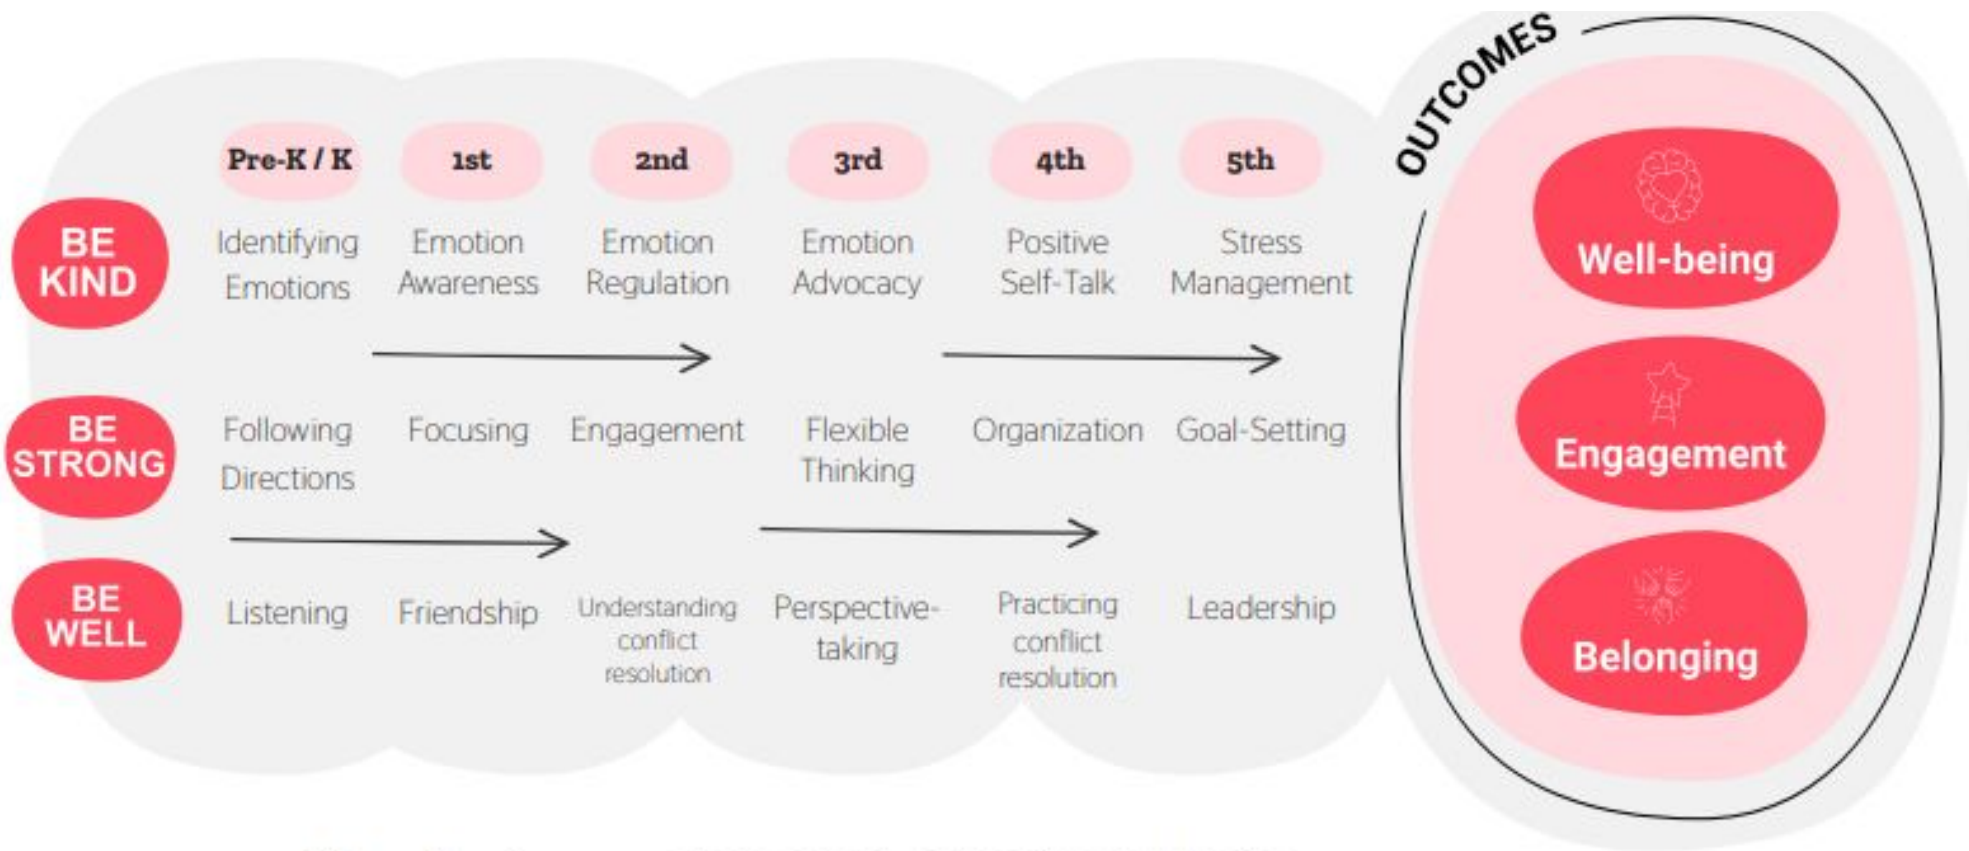 OUTCOMES
Pre-K / K
1st
2nd
3rd
4th
5th
BE
KIND
Identifying
Emotions
Emotion
Awareness
Emotion
Regulation
Emotion
Advocacy
Positive
Self-Talk
Stress
Management
BE
STRONG
Following
Directions
Focusing
Engagement
Flexible
Thinking
Organization
Goal-Setting
BE
WELL
Listening
Friendship
Understanding
conflict
resolution
Perspective-
taking
Practicing
conflict
resolution
Leadership
Well-being
Engagement
Belonging